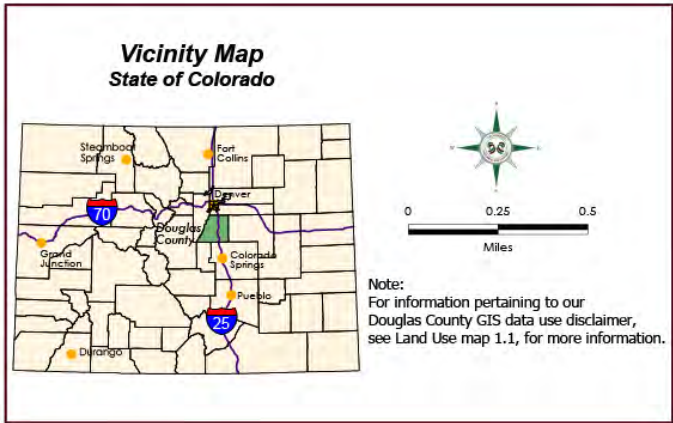 Vicinity Map
State of Colorado
Steamboat
Springs
Fort
Collins
Denver
70
Douglas
County
Grand
Junction
Colorado
Springs
Pueblo
25
Durango
N
W
E
S
0
0.25
0.5
Miles
Note:
For information pertaining to our
Douglas County GIS data use disclaimer,
see Land Use map 1.1, for more information.